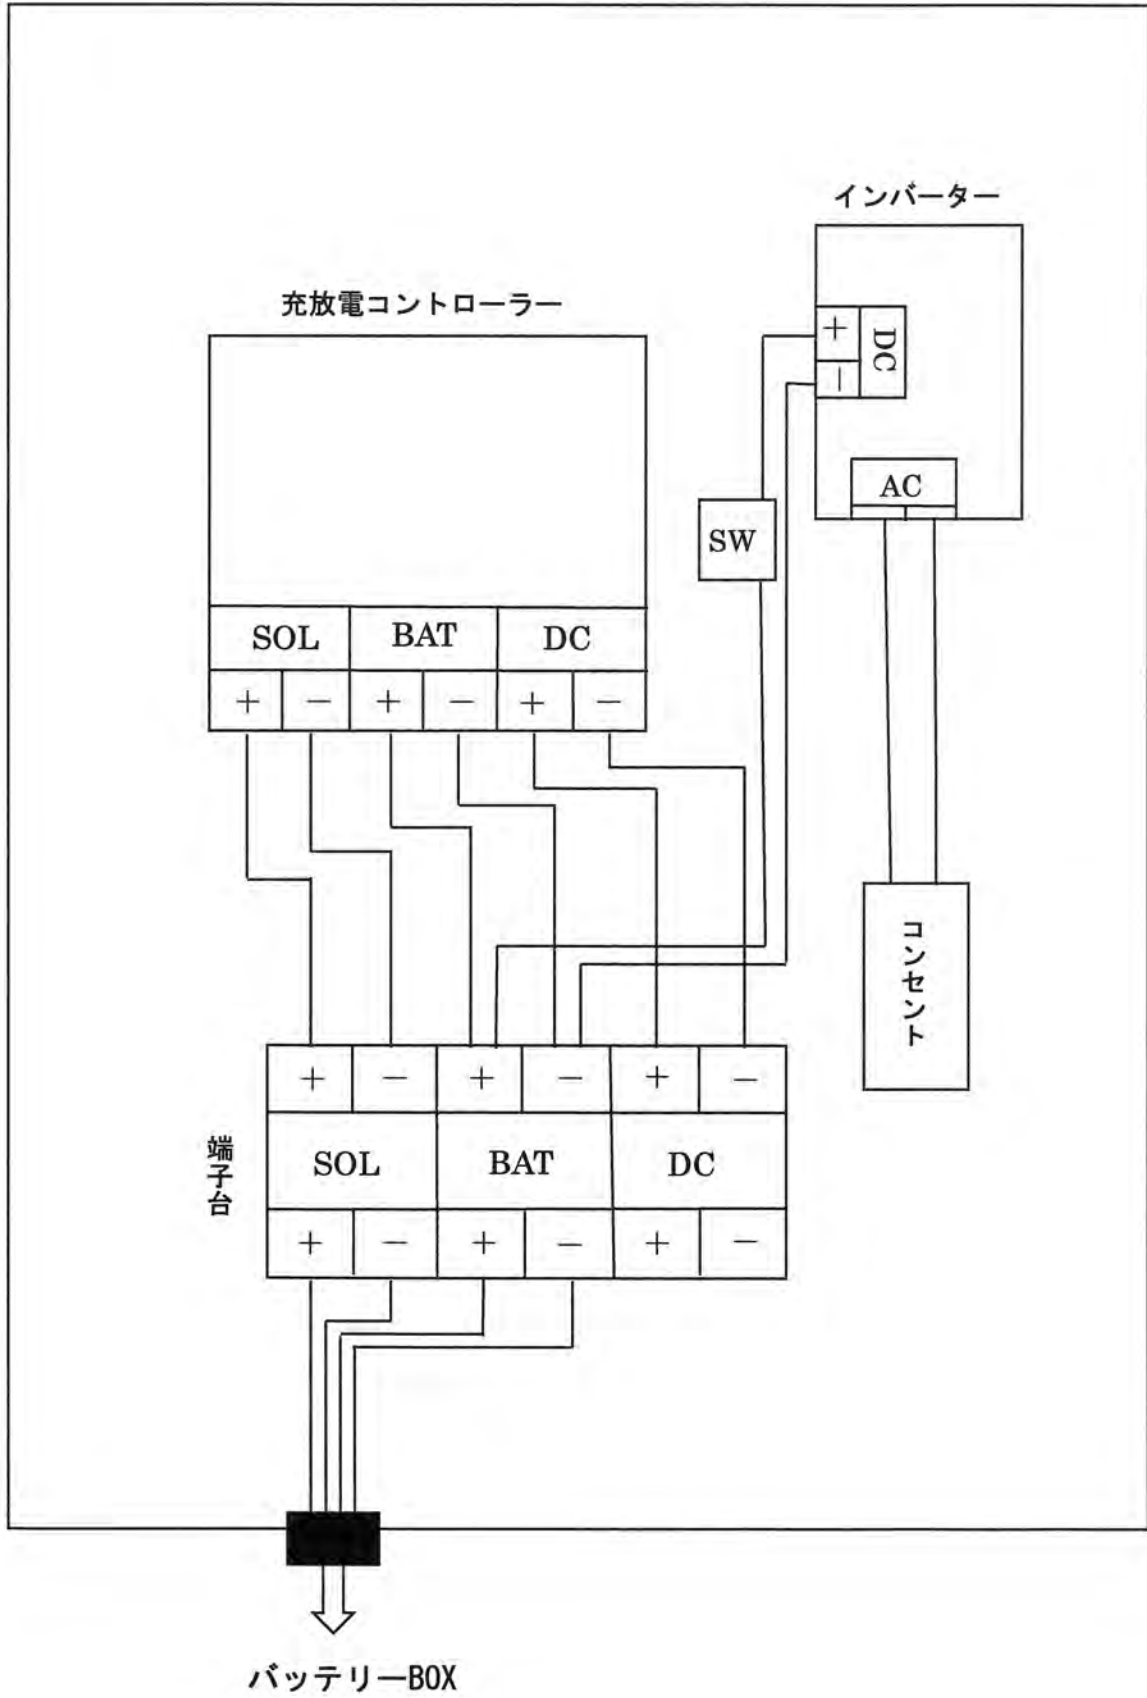 インバーター
充放電コントローラー
+
−
DC
AC
SW
SOL BAT DC
+ − + − + −
コンセント
+ − + − + −
端子台
SOL BAT DC
+ − + − + −
バッテリーBOX